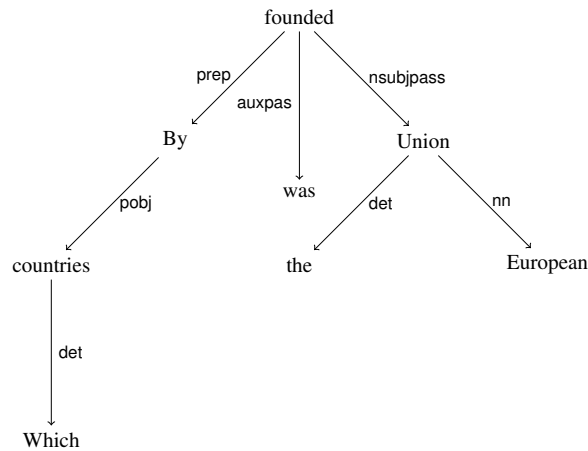 founded
prep
nsubjpass
auxpas
By
Union
was
pobj
det
nn
countries
the
European
det
Which